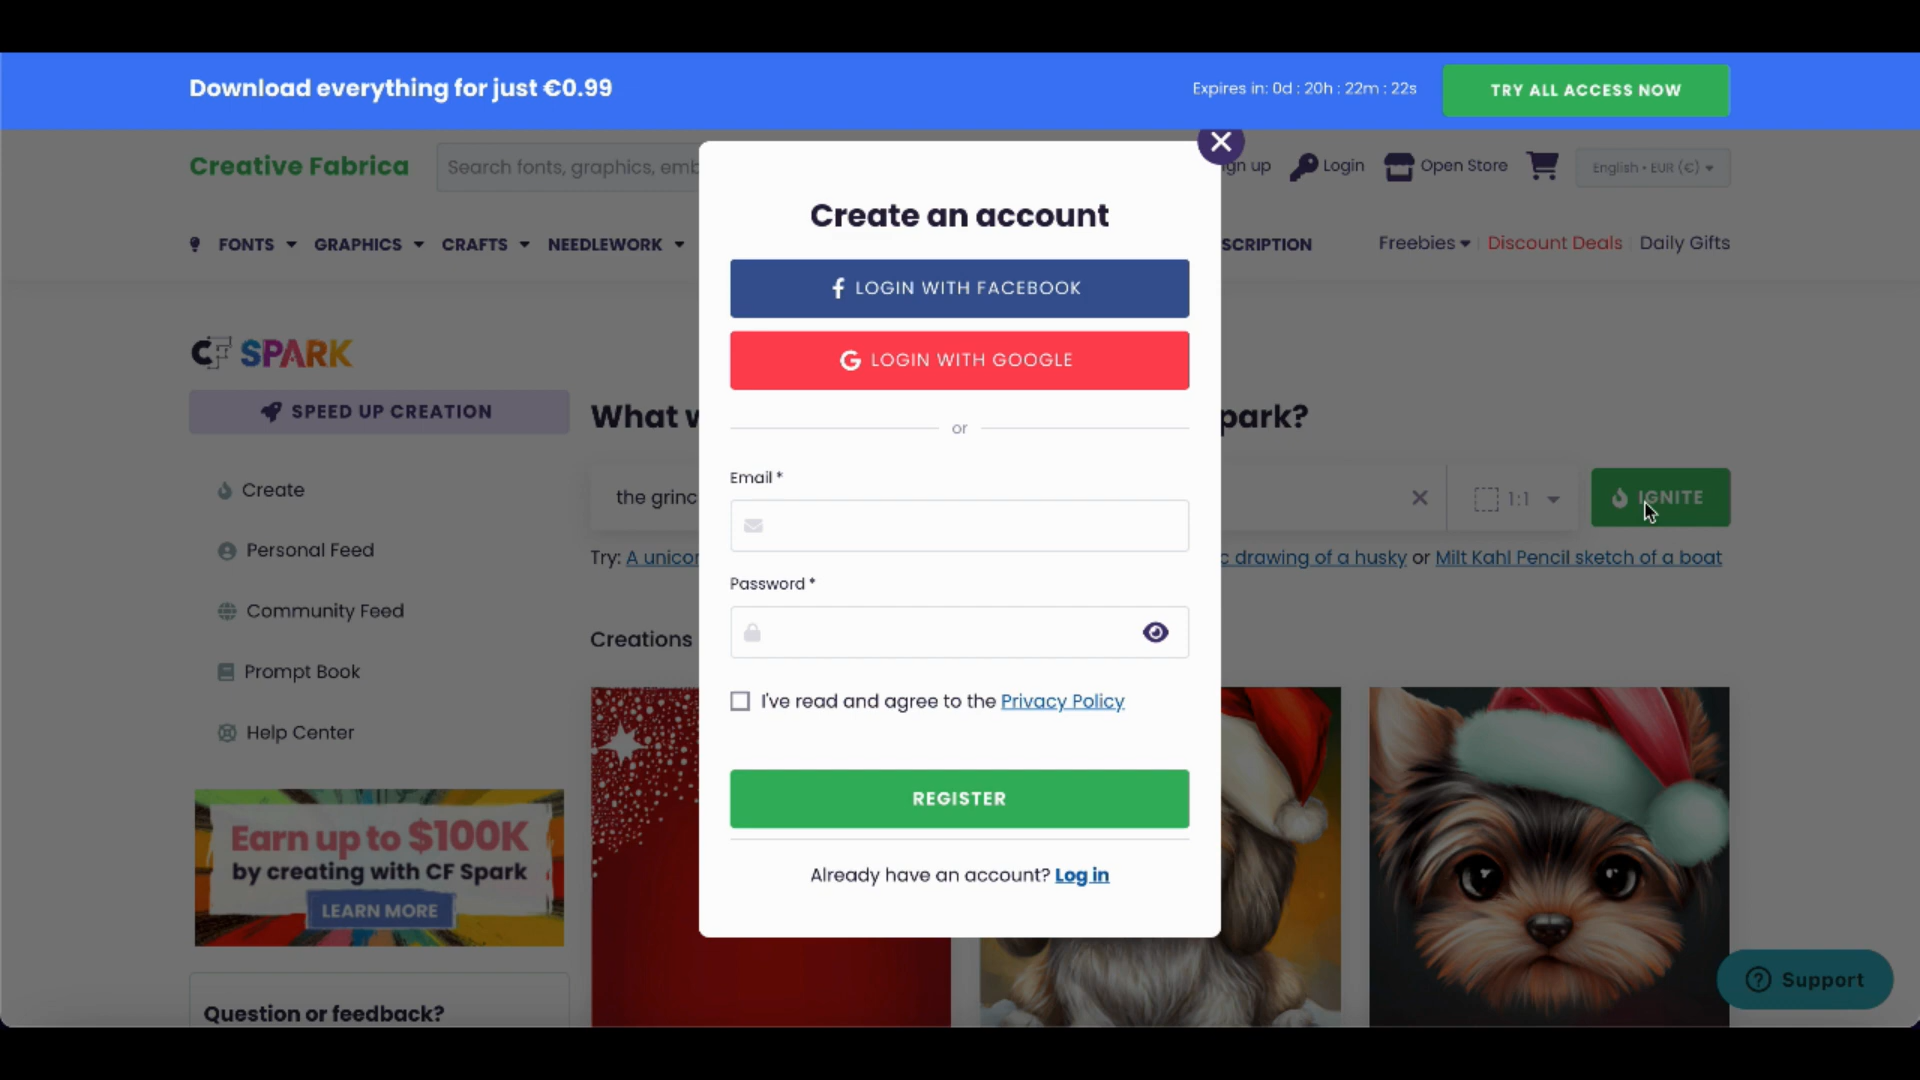 Download everything for just €0.99
Expires in: 0d : 20h : 22m : 22s
TRY ALL ACCESS NOW
Creative Fabrica
Search fonts, graphics, emb
gn up
Login
Open Store
English • EUR (€)
FONTS
GRAPHICS
CRAFTS
NEEDLEWORK
SCRIPTION
Freebies
Discount Deals
Daily Gifts
CF SPARK
SPEED UP CREATION
Create
Personal Feed
Community Feed
Prompt Book
Help Center
Earn up to $100K
by creating with CF Spark
LEARN MORE
Question or feedback?
What w
park?
the grinc
1:1
IGNITE
Try: A unicor
c drawing of a husky or Milt Kahl Pencil sketch of a boat
Creations
Create an account
LOGIN WITH FACEBOOK
LOGIN WITH GOOGLE
or
Email *
Password *
I've read and agree to the Privacy Policy
REGISTER
Already have an account? Log in
Support